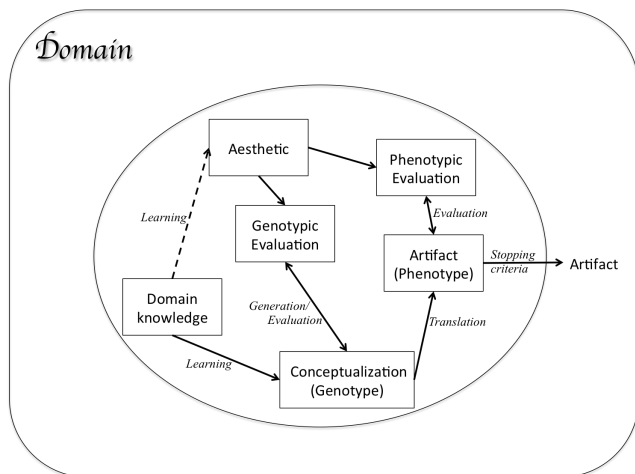 Domain
Aesthetic
Phenotypic
Evaluation
Learning
Genotypic
Evaluation
Evaluation
Artifact
(Phenotype)
Stopping
criteria
Artifact
Domain
knowledge
Generation/
Evaluation
Translation
Learning
Conceptualization
(Genotype)